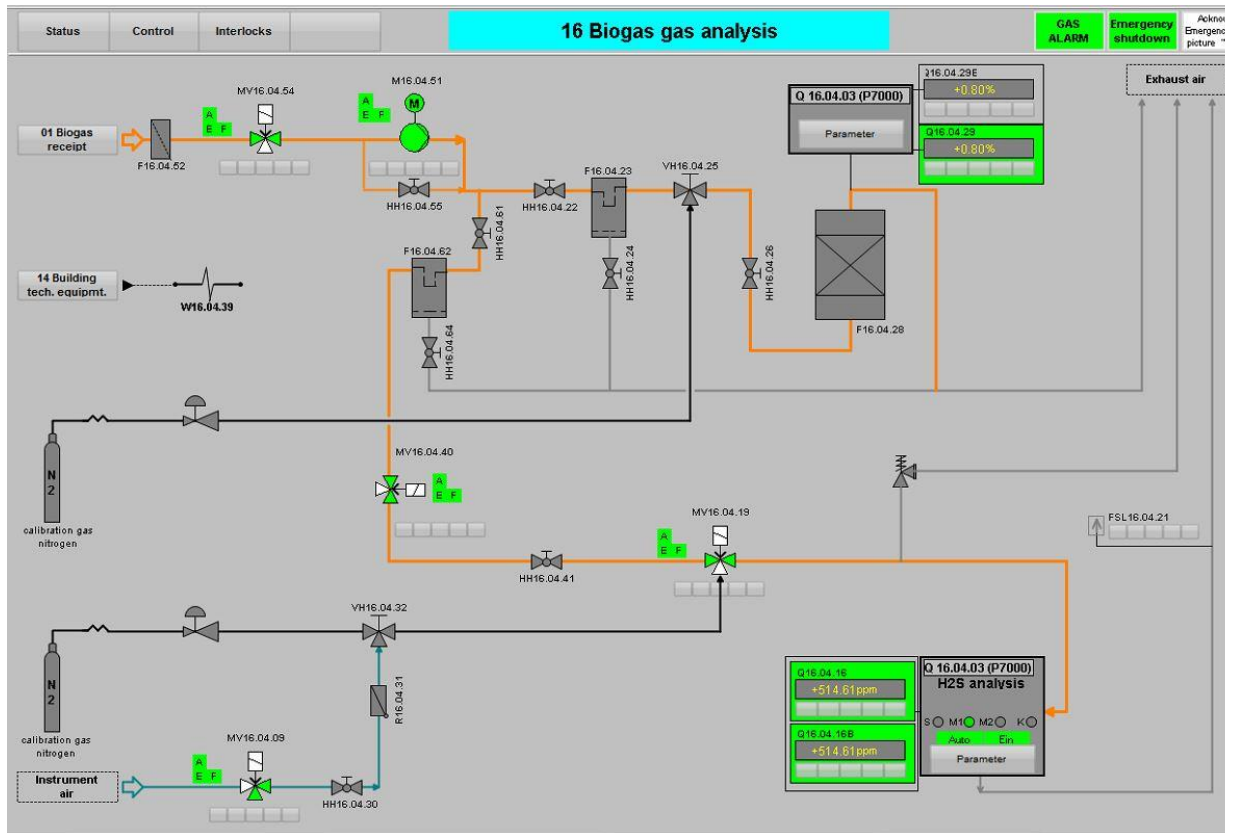 Status
Control
Interlocks
16 Biogas gas analysis
GAS
ALARM
Emergency
shutdown
picture
Exhaust air
M16.04.51
MV16.04.54
A
E F
A
E F
M
01 Biogas
receipt
F16.04.52
HH16.04.55
HH16.04.61
HH16.04.22
F16.04.23
VH16.04.25
Q 16.04.03 (P7000)
Parameter
16.04.29E
+0.80%
Q16.04.29
+0.80%
HH16.04.24
HH16.04.26
F16.04.28
F16.04.62
HH16.04.64
14 Building
tech. equipmt.
W16.04.39
N
2
calibration gas
nitrogen
MV16.04.40
A
E F
HH16.04.41
MV16.04.19
A
E F
FSL16.04.21
N
2
calibration gas
nitrogen
VH16.04.32
R16.04.31
MV16.04.09
A
E F
Instrument
air
HH16.04.30
Q16.04.16
+514.61ppm
Q16.04.16B
+514.61ppm
Q 16.04.03 (P7000)
H2S analysis
S M1 M2 K
Auto Ein
Parameter